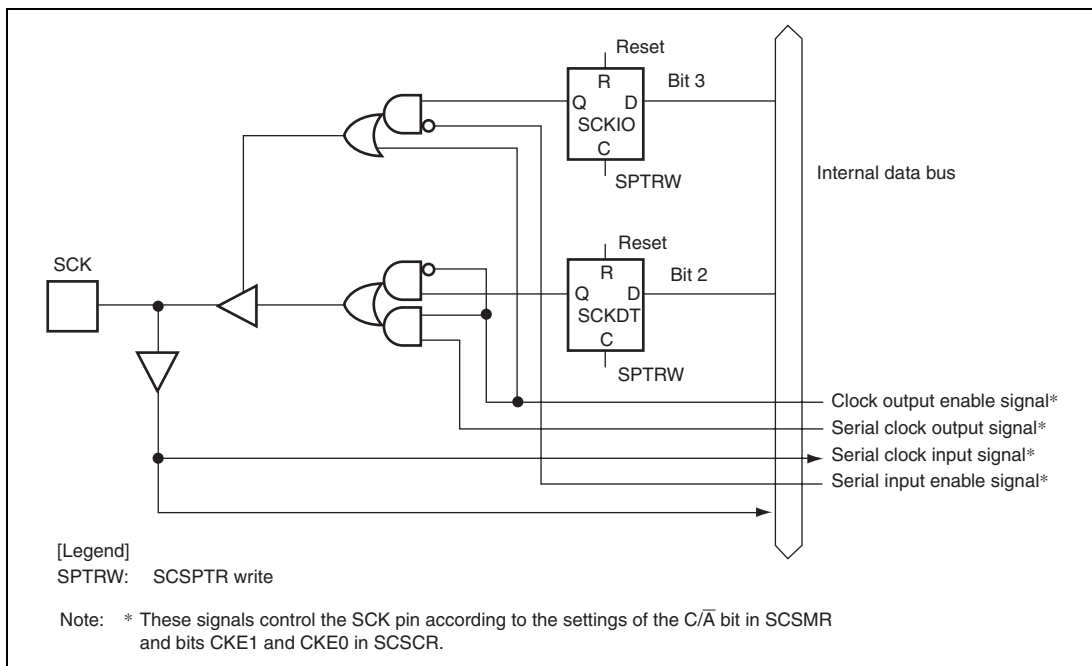 Reset
R
Bit 3
Q D
SCKIO
C
SPTRW
Internal data bus
Reset
SCK
R
Bit 2
Q D
SCKDT
C
SPTRW
Clock output enable signal*
Serial clock output signal*
Serial clock input signal*
Serial input enable signal*
[Legend]
SPTRW: SCSPTR write
Note: * These signals control the SCK pin according to the settings of the C/A̅ bit in SCSMR
and bits CKE1 and CKE0 in SCSCR.